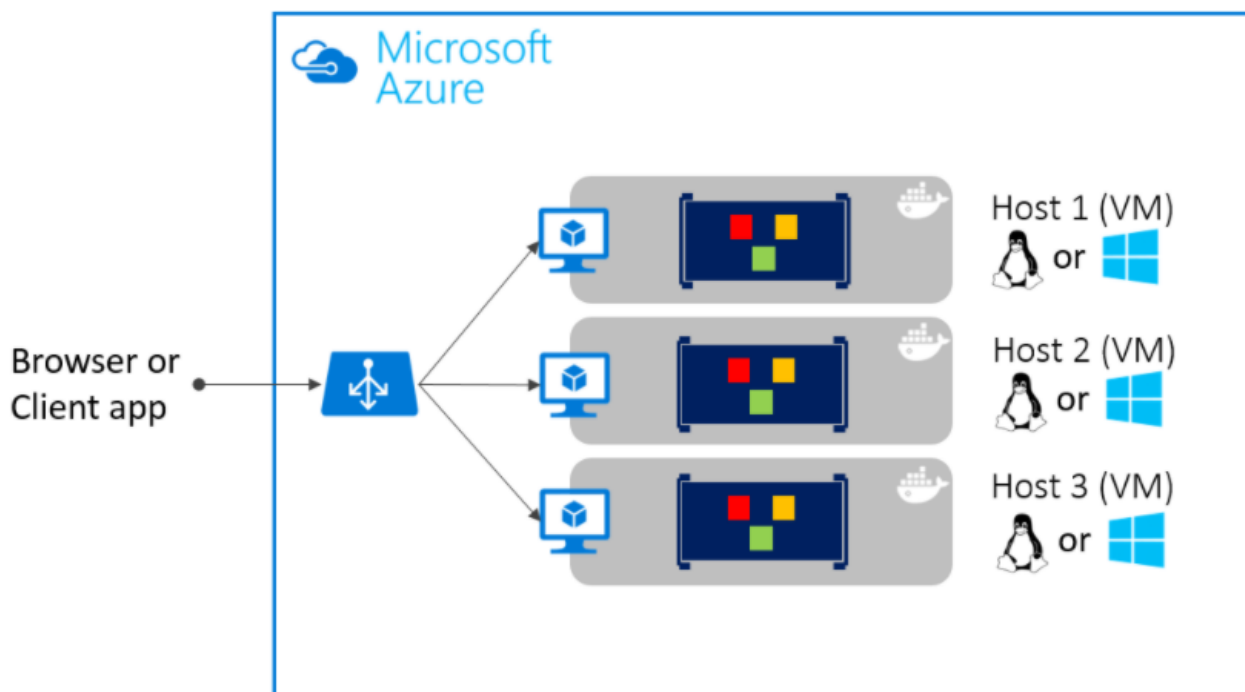 Microsoft
Azure
Host 1 (VM)
or
Browser or
Client app
Host 2 (VM)
or
Host 3 (VM)
or